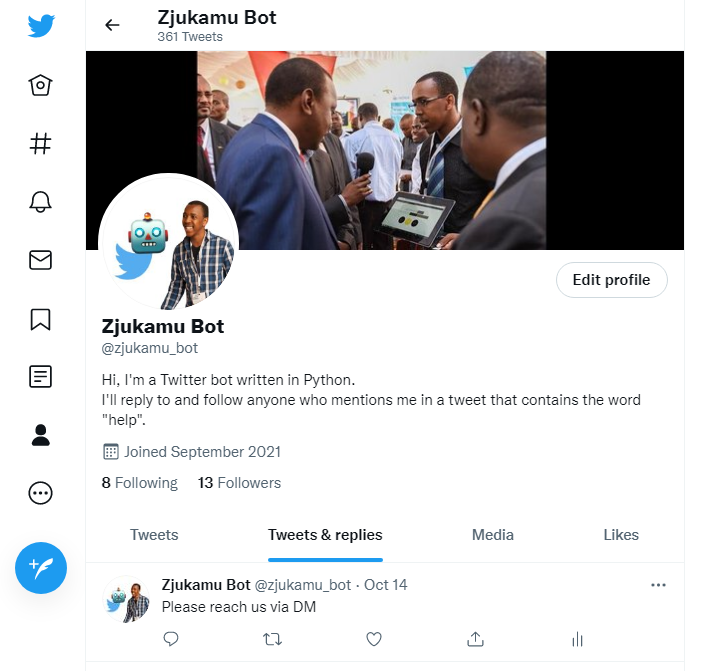 Zjukamu Bot
361 Tweets
Edit profile
Zjukamu Bot
@zjukamu_bot
Hi, I'm a Twitter bot written in Python.
I'll reply to and follow anyone who mentions me in a tweet that contains the word
"help".
Joined September 2021
8 Following 13 Followers
Tweets Tweets & replies Media Likes
Zjukamu Bot @zjukamu_bot · Oct 14
Please reach us via DM